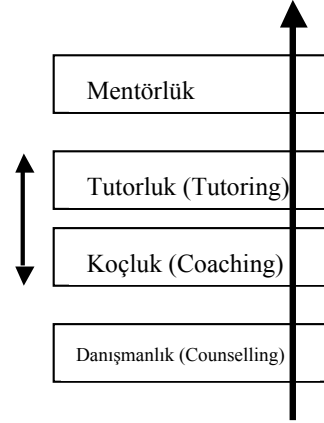 Mentörlük
Tutorluk (Tutoring)
Koçluk (Coaching)
Danışmanlık (Counselling)